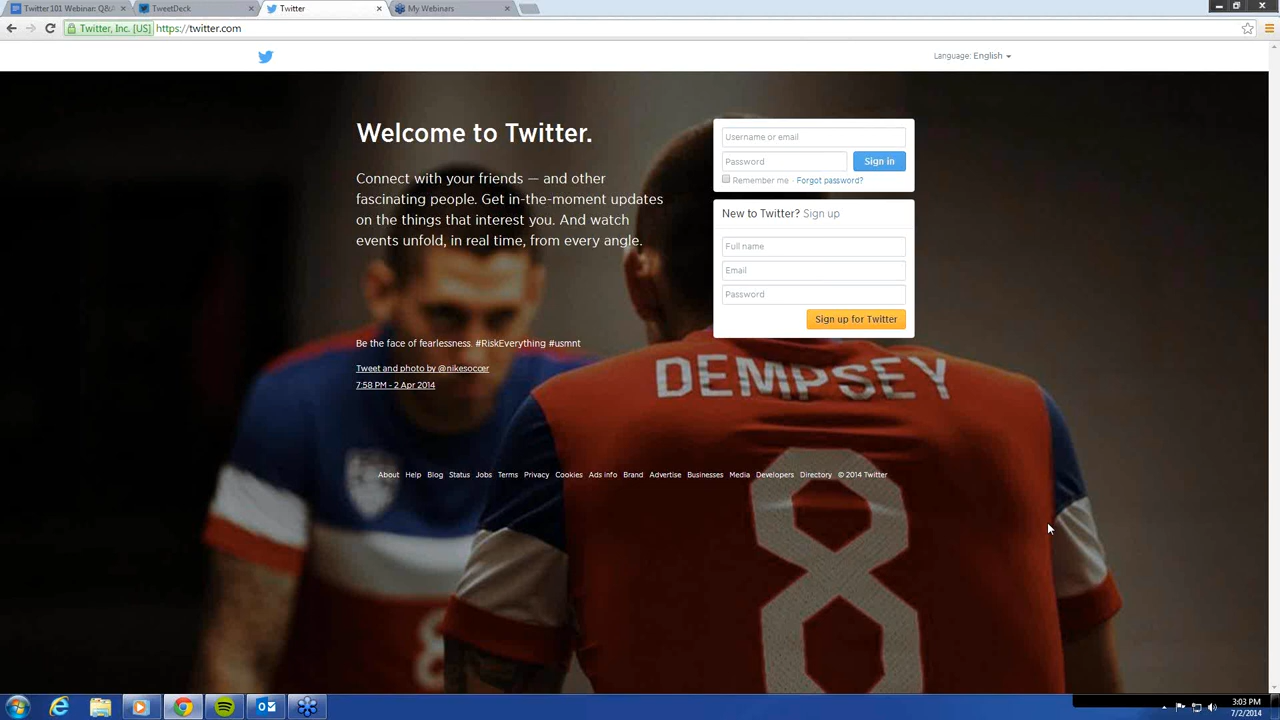 Twitter101 Webinar: Q&A
TweetDeck
Twitter
My Webinars
Twitter, Inc. [US]
https://twitter.com
Language: English
Welcome to Twitter.
Connect with your friends — and other
fascinating people. Get in-the-moment updates
on the things that interest you. And watch
events unfold, in real time, from every angle.
Username or email
Password
Sign in
Remember me · Forgot password?
New to Twitter? Sign up
Full name
Email
Password
Sign up for Twitter
Be the face of fearlessness. #RiskEverything #usmnt
Tweet and photo by @nikesoccer
7:58 PM - 2 Apr 2014
DEMPSEY
8
8
About Help Blog Status Jobs Terms Privacy Cookies Ads info Brand Advertise Businesses Media Developers Directory © 2014 Twitter
3:03 PM
7/2/2014